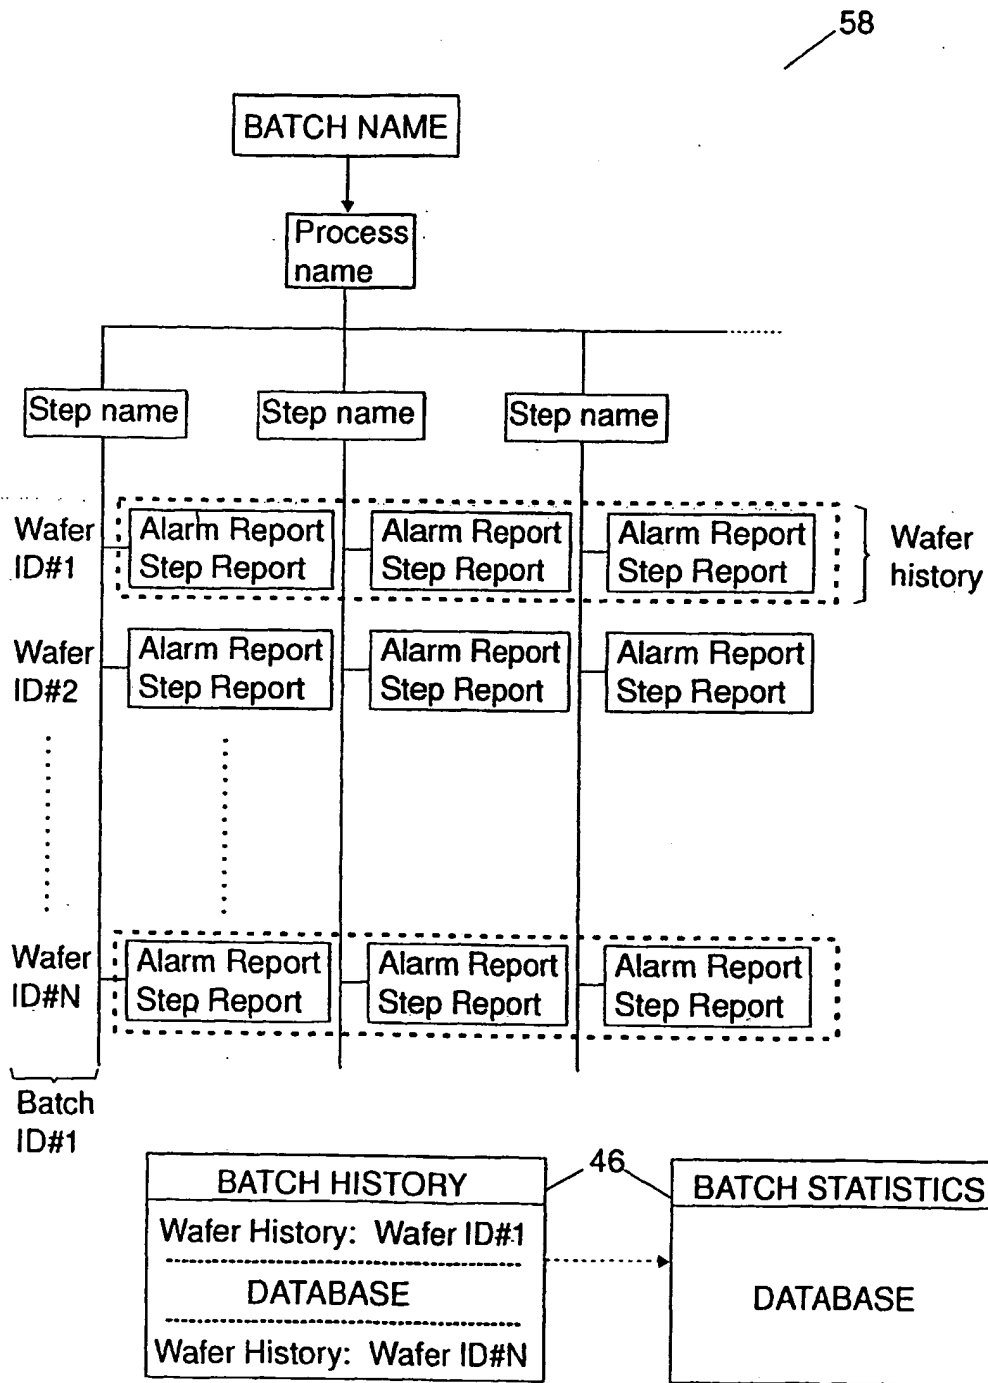 58
BATCH NAME
Process
name
Step name
Step name
Step name
Wafer
ID#1
Alarm Report
Step Report
Alarm Report
Step Report
Alarm Report
Step Report
Wafer
history
Wafer
ID#2
Alarm Report
Step Report
Alarm Report
Step Report
Alarm Report
Step Report
Wafer
ID#N
Alarm Report
Step Report
Alarm Report
Step Report
Alarm Report
Step Report
Batch
ID#1
46
BATCH HISTORY
Wafer History: Wafer ID#1
DATABASE
Wafer History: Wafer ID#N
BATCH STATISTICS
DATABASE